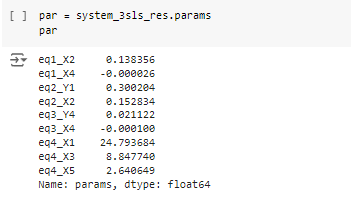 [ ] par = system_3sls_res.params
par
eq1_X2 0.138356
eq1_X4 -0.000026
eq2_Y1 0.300204
eq2_X2 0.152834
eq3_Y4 0.021122
eq3_X4 -0.000100
eq4_X1 24.793684
eq4_X3 8.847740
eq4_X5 2.640649
Name: params, dtype: float64